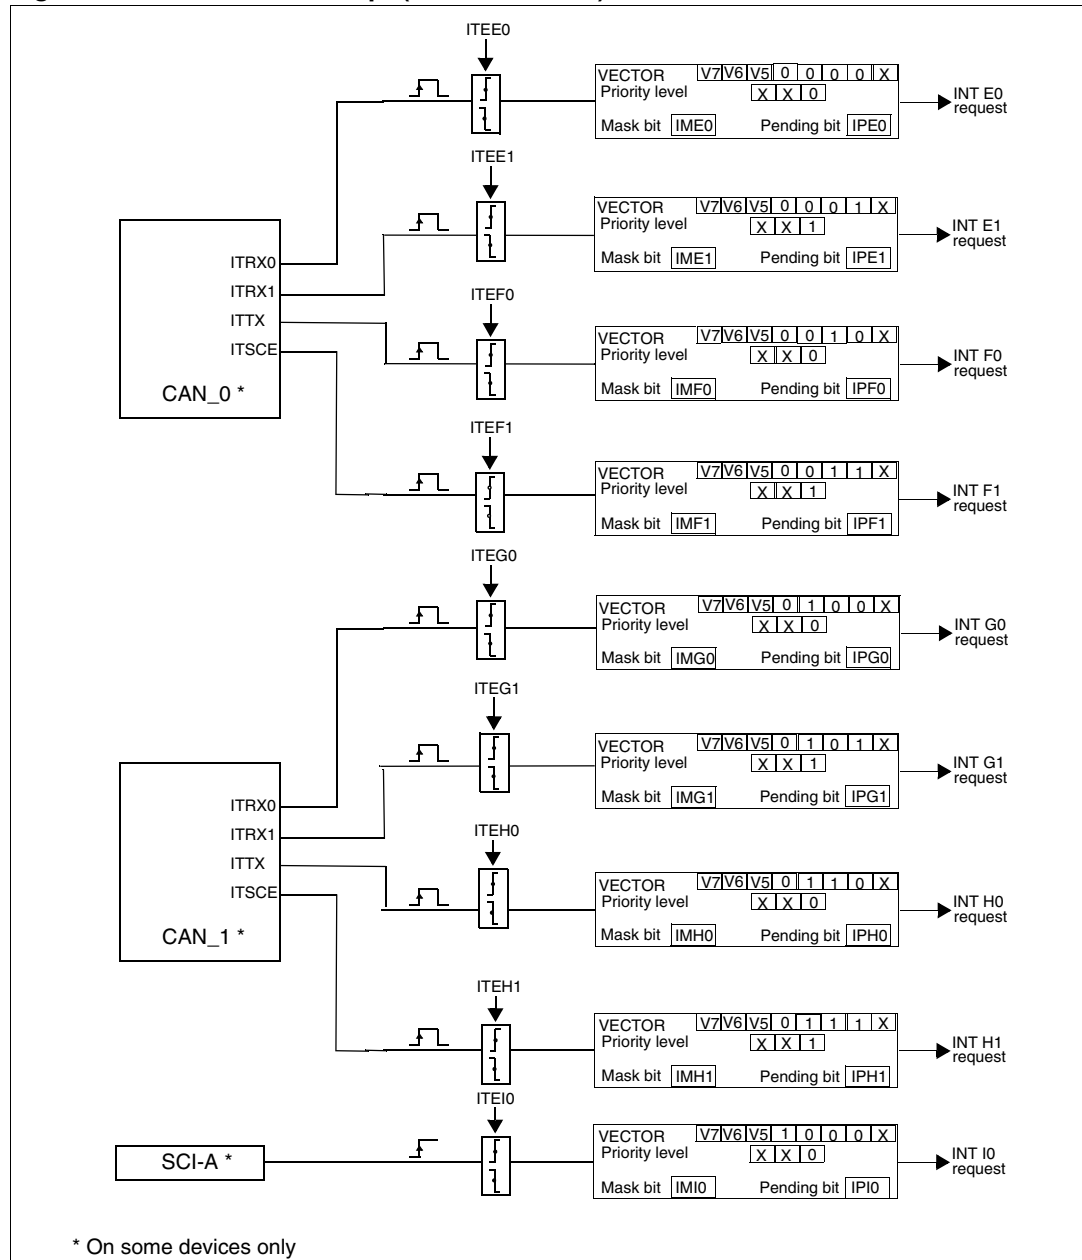 ITEE0
VECTOR V7 V6 V5 0 0 0 0 X
Priority level X X 0
Mask bit IME0 Pending bit IPE0
INT E0
request
ITEE1
VECTOR V7 V6 V5 0 0 0 1 X
Priority level X X 1
Mask bit IME1 Pending bit IPE1
INT E1
request
ITRX0
ITRX1
ITTX
ITSCE
CAN_0 *
ITEF0
VECTOR V7 V6 V5 0 0 1 0 X
Priority level X X 0
Mask bit IMF0 Pending bit IPF0
INT F0
request
ITEF1
VECTOR V7 V6 V5 0 0 1 1 X
Priority level X X 1
Mask bit IMF1 Pending bit IPF1
INT F1
request
ITEG0
VECTOR V7 V6 V5 0 1 0 0 X
Priority level X X 0
Mask bit IMG0 Pending bit IPG0
INT G0
request
ITEG1
VECTOR V7 V6 V5 0 1 0 1 X
Priority level X X 1
Mask bit IMG1 Pending bit IPG1
INT G1
request
ITRX0
ITRX1
ITTX
ITSCE
CAN_1 *
ITEH0
VECTOR V7 V6 V5 0 1 1 0 X
Priority level X X 0
Mask bit IMH0 Pending bit IPH0
INT H0
request
ITEH1
VECTOR V7 V6 V5 0 1 1 1 X
Priority level X X 1
Mask bit IMH1 Pending bit IPH1
INT H1
request
ITEI0
SCI-A *
VECTOR V7 V6 V5 1 0 0 0 X
Priority level X X 0
Mask bit IMI0 Pending bit IPI0
INT I0
request
* On some devices only